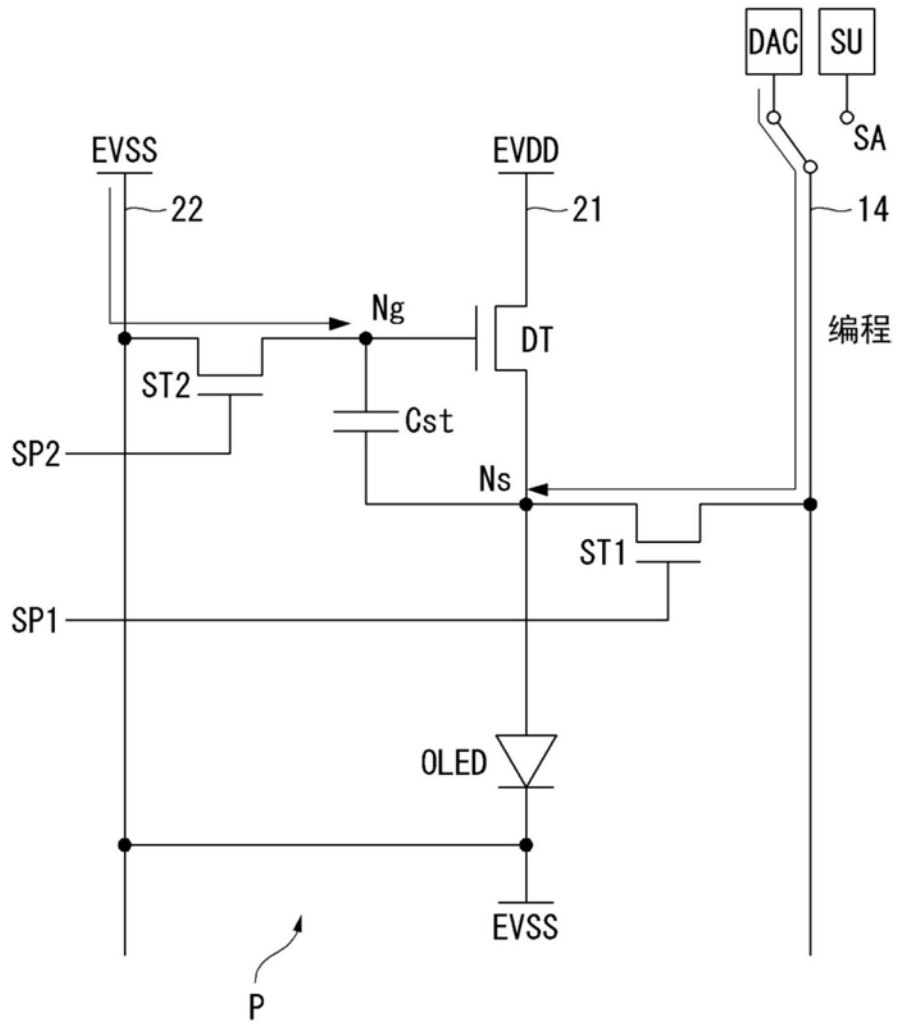 DAC SU
SA
EVSS EVDD
22 21 14
Ng
DT 编程
ST2
Cst
SP2
Ns
ST1
SP1
OLED
EVSS
P